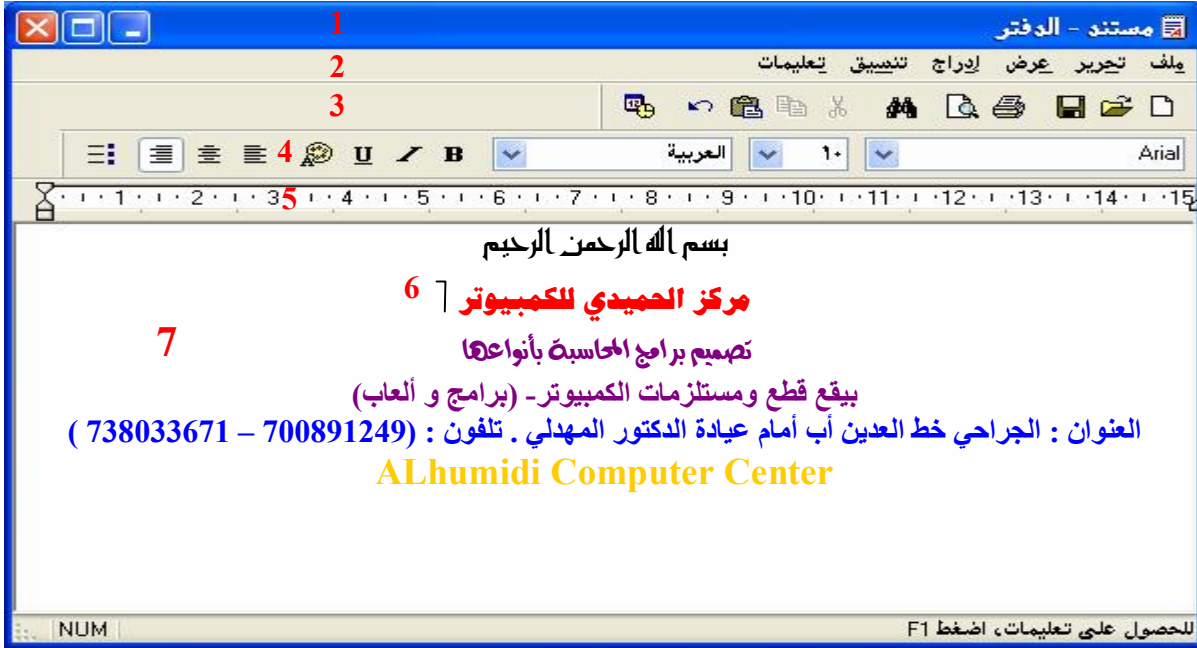 مستند - الدفتر 1
ملف تحرير عرض إدراج تنسيق تعليمات 2
3
Arial ١٠ العربية B I U 4
1 2 3 5 4 5 6 7 8 9 10 11 12 13 14 15
بسم الله الرحمن الرحيم
مركز الحميدي للكمبيوتر 6
تصميم برامج المحاسبة بأنواعها
7
بيقع قطع ومستلزمات الكمبيوتر- (برامج و ألعاب)
العنوان : الجراحي خط العدين أب أمام عيادة الدكتور المهدلي . تلفون : (700891249 – 738033671 )
ALhumidi Computer Center
للحصول على تعليمات، اضغط F1 NUM